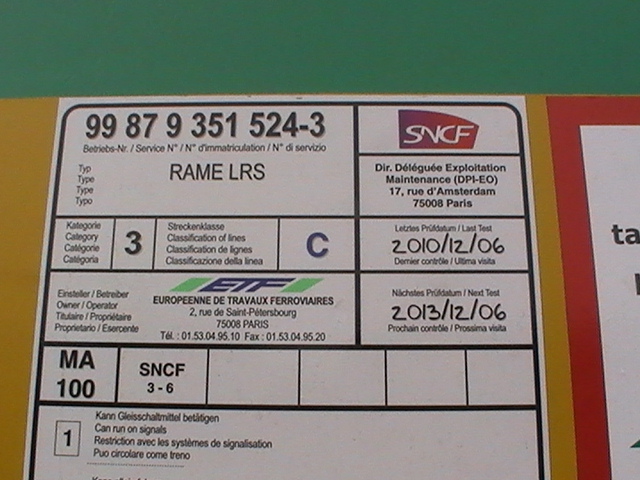 99 87 9 351 524-3
Betriebs-Nr. / Service N° / N° d'immatriculation / N° di servizio
Typ
Type
Type
Typo
RAME LRS
SNCF
Dir. Déléguée Exploitation
Maintenance (DPI-EO)
17, rue d'Amsterdam
75008 Paris
Kategorie
Category
Catégorie
Catégoria
3
Streckenklasse
Classification of lines
Classification de lignes
Classificazione della linea
C
Letztes Prüfdatum / Last Test
2010/12/06
Dernier contrôle / Ultima visita
Einsteller / Betreiber
Owner / Operator
Titulaire / Propriétaire
Proprietario / Esercente
ETF
EUROPEENNE DE TRAVAUX FERROVIAIRES
2, rue de Saint-Pétersbourg
75008 PARIS
Tél. : 01.53.04.95.10 Fax : 01.53.04.95.20
Nächstes Prüfdatum / Next Test
2013/12/06
Prochain contrôle / Prossima visita
MA
100
SNCF
3 - 6
1
Kann Gleisschaltmittel betätigen
Can run on signals
Restriction avec les systèmes de signalisation
Puo circolare come treno
ta